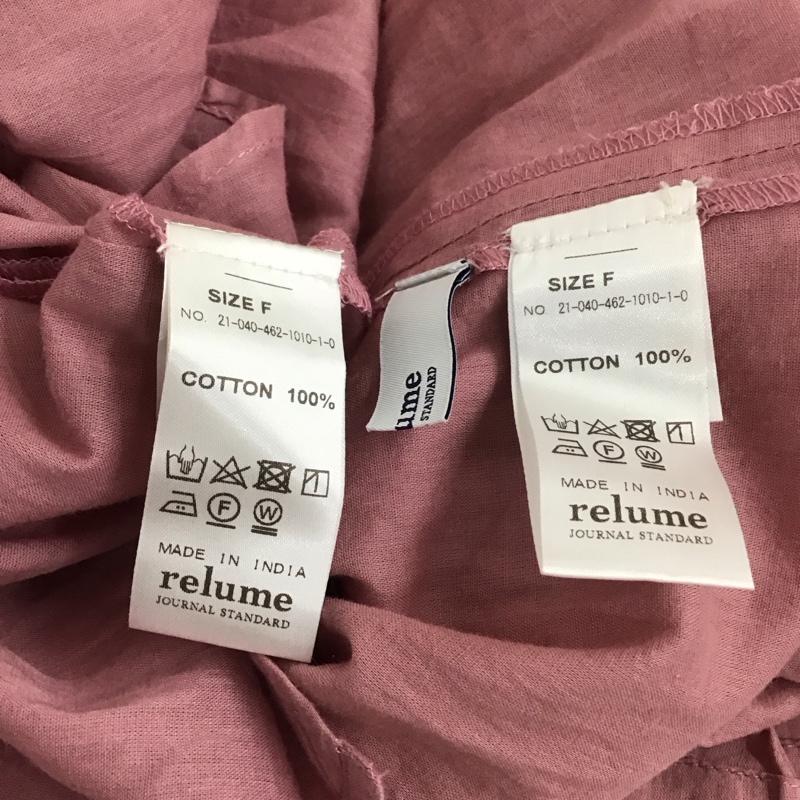 SIZE F
NO. 21-040-462-1010-1-0
COTTON 100%
F
W
MADE IN INDIA
relume
JOURNAL STANDARD
ume
STANDARD
SIZE F
NO. 21-040-462-1010-1-0
COTTON 100%
F
W
MADE IN INDIA
relume
JOURNAL STANDARD